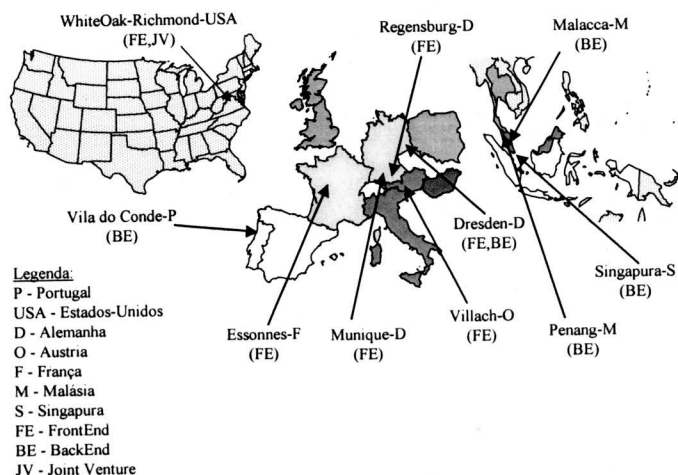 WhiteOak-Richmond-USA
(FE,JV)
Regensburg-D
(FE)
Malacca-M
(BE)
Vila do Conde-P
(BE)
Dresden-D
(FE,BE)
Singapura-S
(BE)
Essonnes-F
(FE)
Munique-D
(FE)
Villach-O
(FE)
Penang-M
(BE)
Legenda:
P - Portugal
USA - Estados-Unidos
D - Alemanha
O - Austria
F - França
M - Malásia
S - Singapura
FE - FrontEnd
BE - BackEnd
JV - Joint Venture